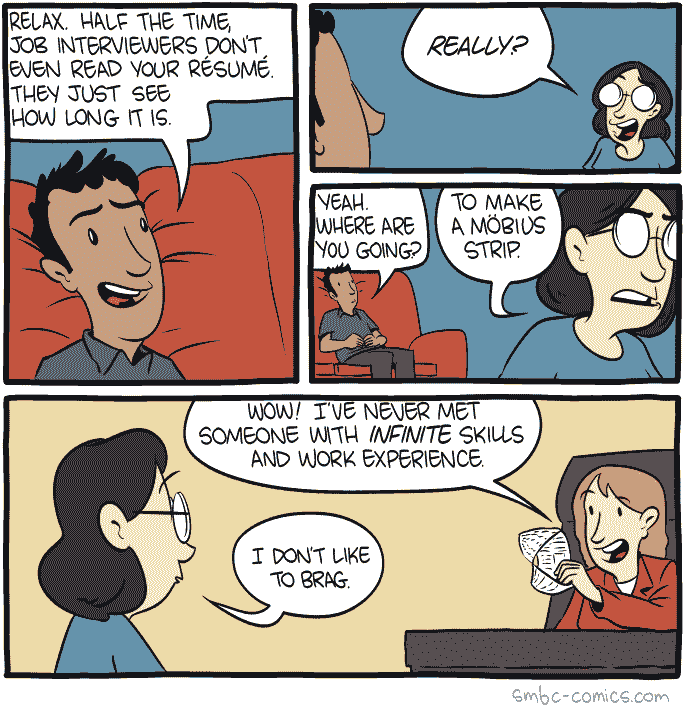 RELAX. HALF THE TIME,
JOB INTERVIEWERS DON'T
EVEN READ YOUR RÉSUMÉ.
THEY JUST SEE
HOW LONG IT IS.
REALLY?
YEAH.
WHERE ARE
YOU GOING?
TO MAKE
A MÖBIUS
STRIP.
WOW! I'VE NEVER MET
SOMEONE WITH INFINITE SKILLS
AND WORK EXPERIENCE.
I DON'T LIKE
TO BRAG.
smbc-comics.com